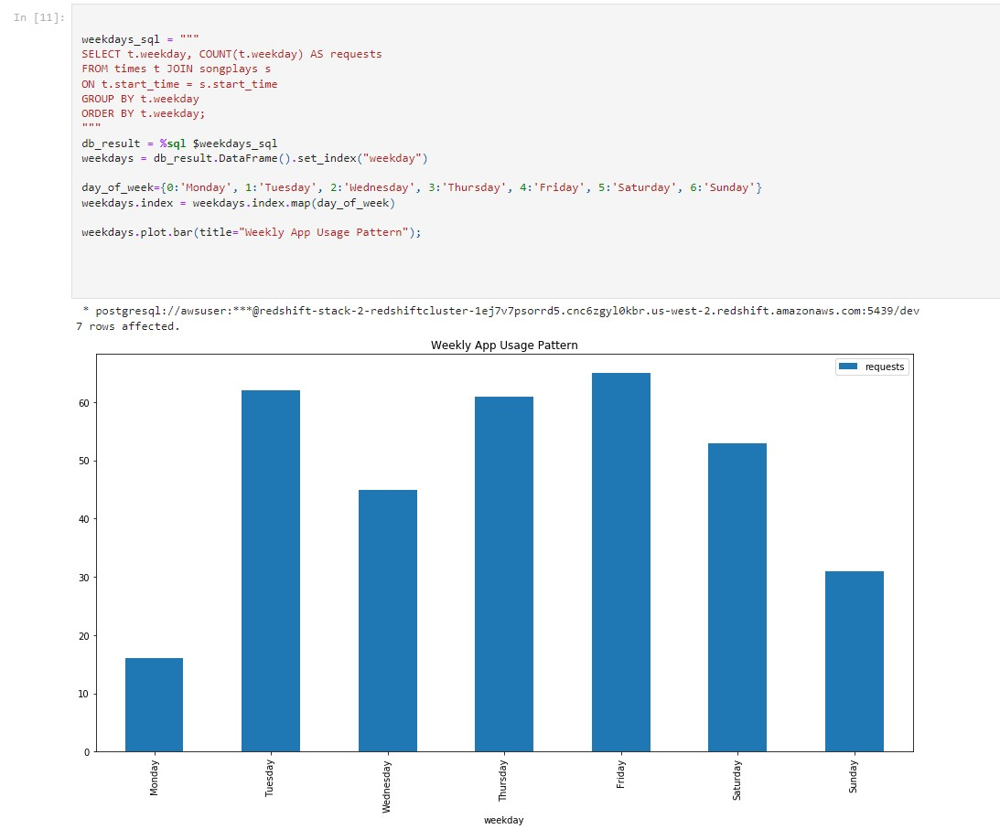 In [11]:
weekdays_sql = """
SELECT t.weekday, COUNT(t.weekday) AS requests
FROM times t JOIN songplays s
ON t.start_time = s.start_time
GROUP BY t.weekday
ORDER BY t.weekday;
"""
db_result = %sql $weekdays_sql
weekdays = db_result.DataFrame().set_index("weekday")
day_of_week={0:'Monday', 1:'Tuesday', 2:'Wednesday', 3:'Thursday', 4:'Friday', 5:'Saturday', 6:'Sunday'}
weekdays.index = weekdays.index.map(day_of_week)
weekdays.plot.bar(title="Weekly App Usage Pattern");
* postgresql://awsuser:***@redshift-stack-2-redshiftcluster-1ej7v7psorrd5.cnc6zgyl0kbr.us-west-2.redshift.amazonaws.com:5439/dev
7 rows affected.
Weekly App Usage Pattern
requests
60
50
40
30
20
10
0
Monday
Tuesday
Wednesday
Thursday
Friday
Saturday
Sunday
weekday